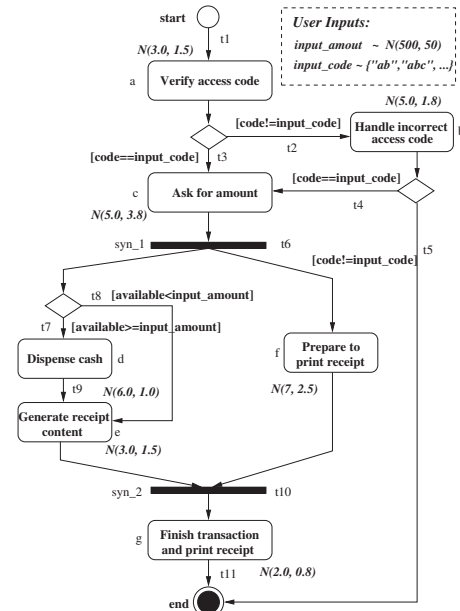 start
t1
N(3.0, 1.5)
User Inputs:
input_amout ~ N(500, 50)
input_code ~ {"ab","abc", ...}
a
Verify access code
N(5.0, 1.8)
[code!=input_code]
Handle incorrect
access code
t2
t3
[code==input_code]
[code==input_code]
c
Ask for amount
t4
N(5.0, 3.8)
t5
syn_1
t6
[code!=input_code]
t8
[available<input_amount]
t7
[available>=input_amount]
Dispense cash
d
f
Prepare to
print receipt
t9
N(6.0, 1.0)
N(7, 2.5)
Generate receipt
content
e
N(3.0, 1.5)
syn_2
t10
g
Finish transaction
and print receipt
t11
N(2.0, 0.8)
end